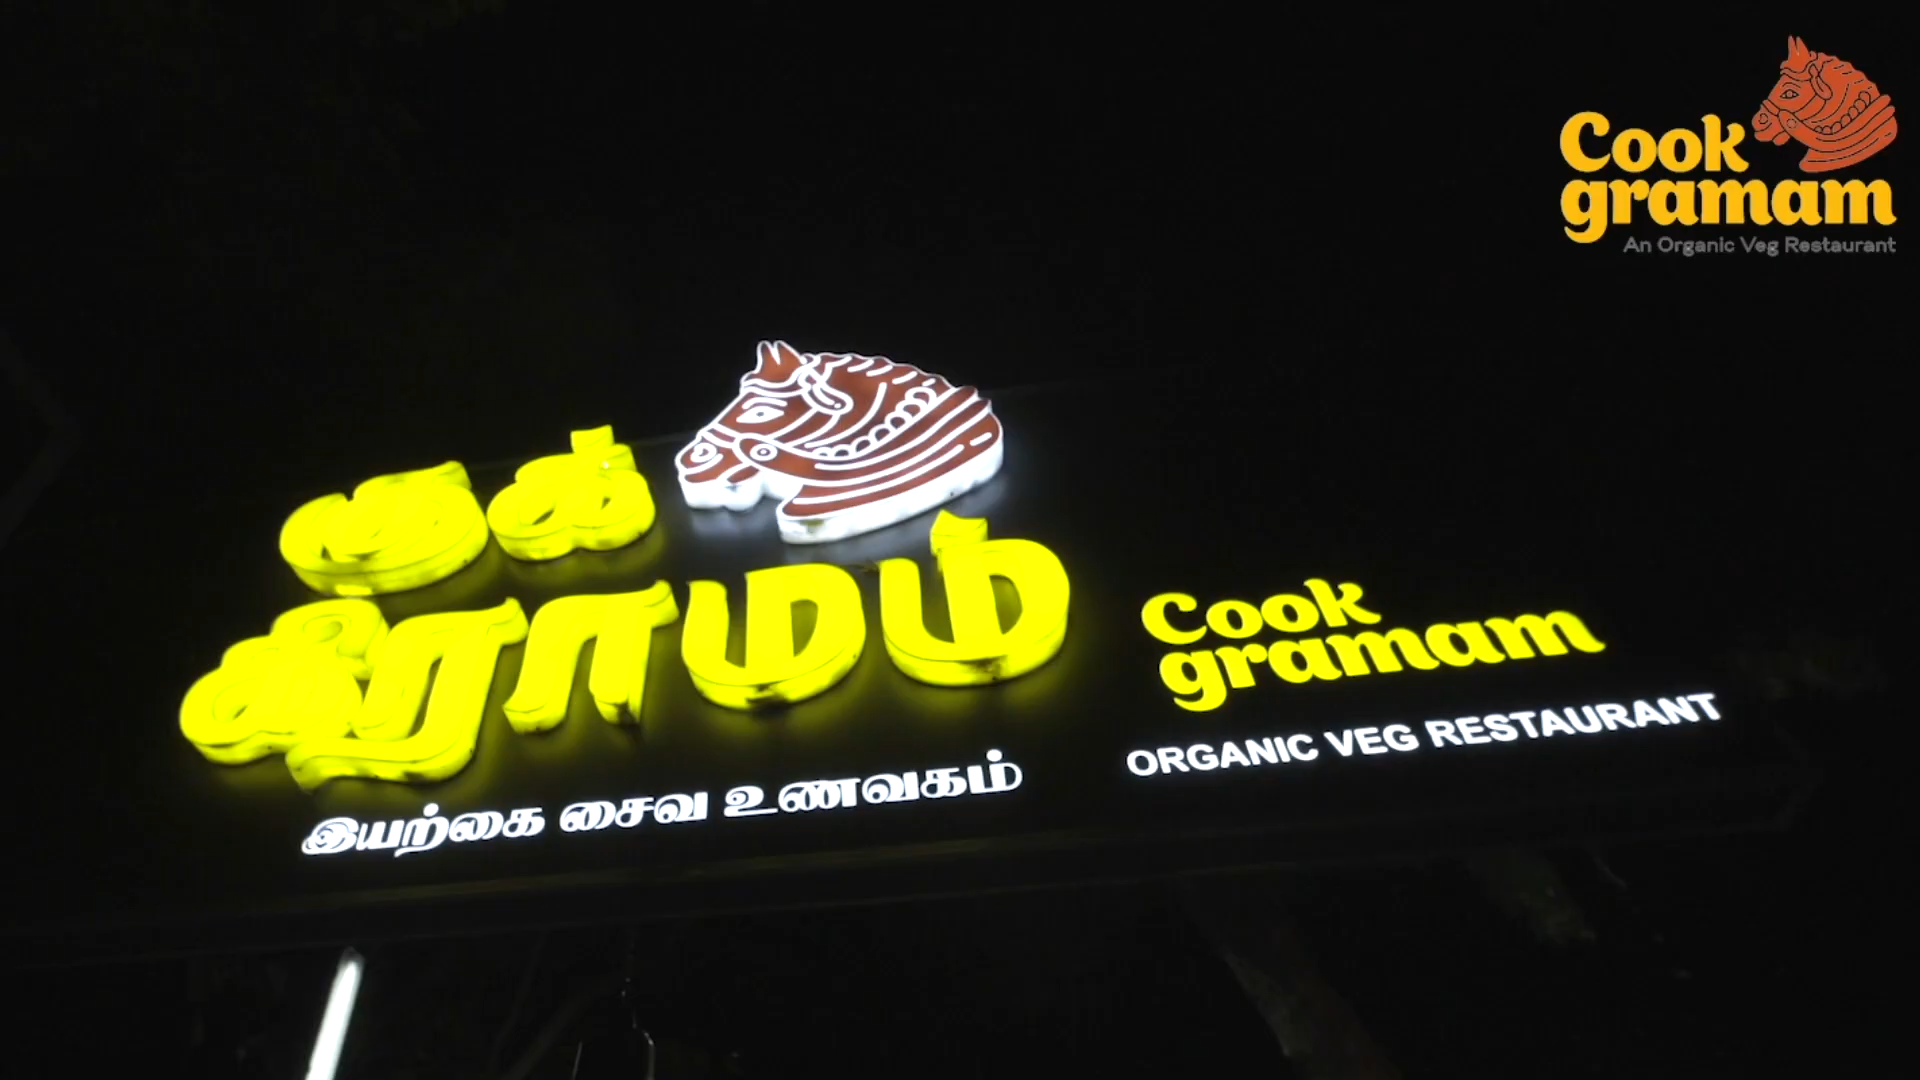 Cook
gramam
An Organic Veg Restaurant
குக்
கிராமம்
இயற்கை சைவ உணவகம்
Cook
gramam
ORGANIC VEG RESTAURANT